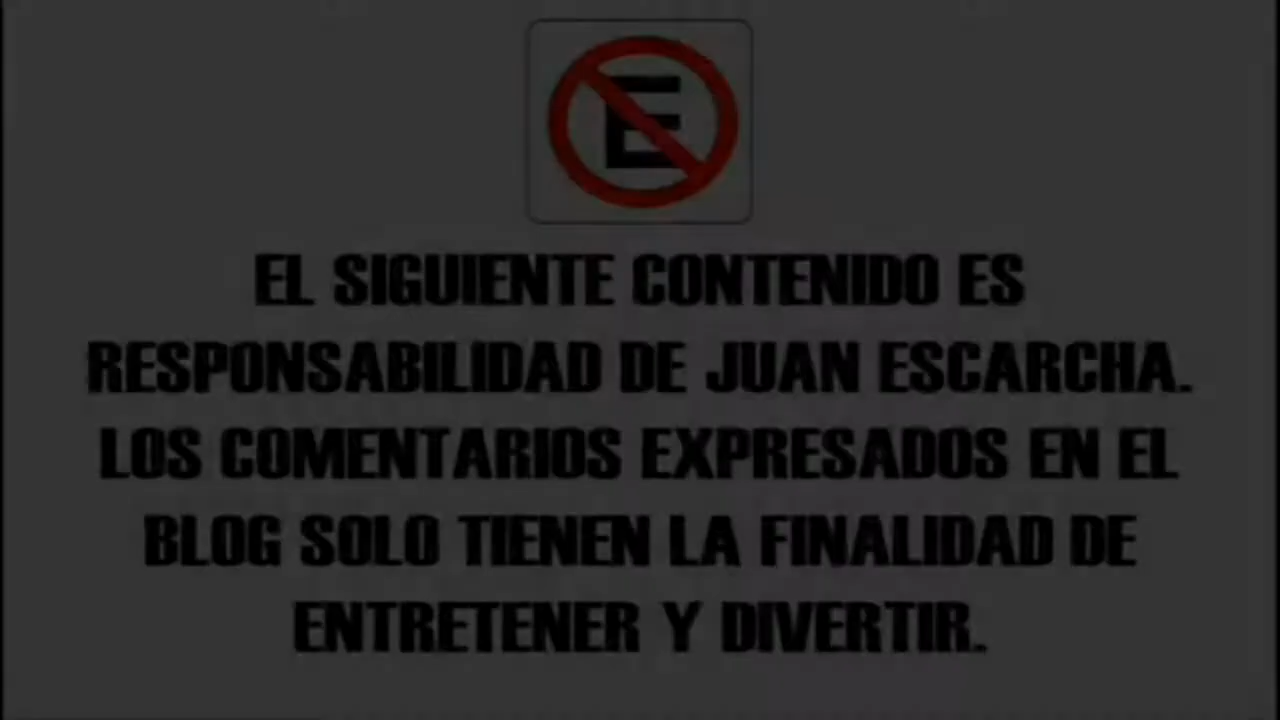 E
EL SIGUIENTE CONTENIDO ES
RESPONSABILIDAD DE JUAN ESCARCHA.
LOS COMENTARIOS EXPRESADOS EN EL
BLOG SOLO TIENEN LA FINALIDAD DE
ENTRETENER Y DIVERTIR.